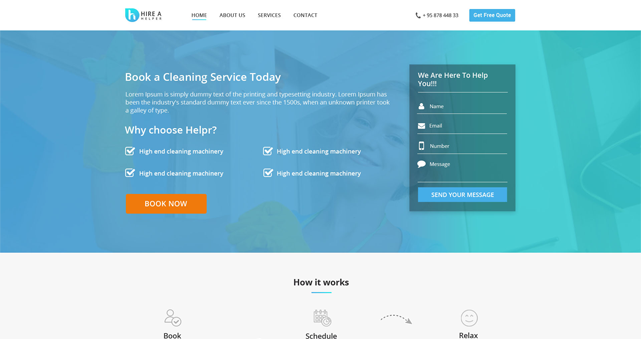 HIRE A
HELPER
HOME ABOUT US SERVICES CONTACT
+ 95 878 448 33
Get Free Quote
Book a Cleaning Service Today
Lorem Ipsum is simply dummy text of the printing and typesetting industry. Lorem Ipsum has
been the industry's standard dummy text ever since the 1500s, when an unknown printer took
a galley of type.
Why choose Helpr?
High end cleaning machinery
High end cleaning machinery
High end cleaning machinery
High end cleaning machinery
BOOK NOW
We Are Here To Help
You!!!
Name
Email
Number
Message
SEND YOUR MESSAGE
How it works
Book
Schedule
Relax